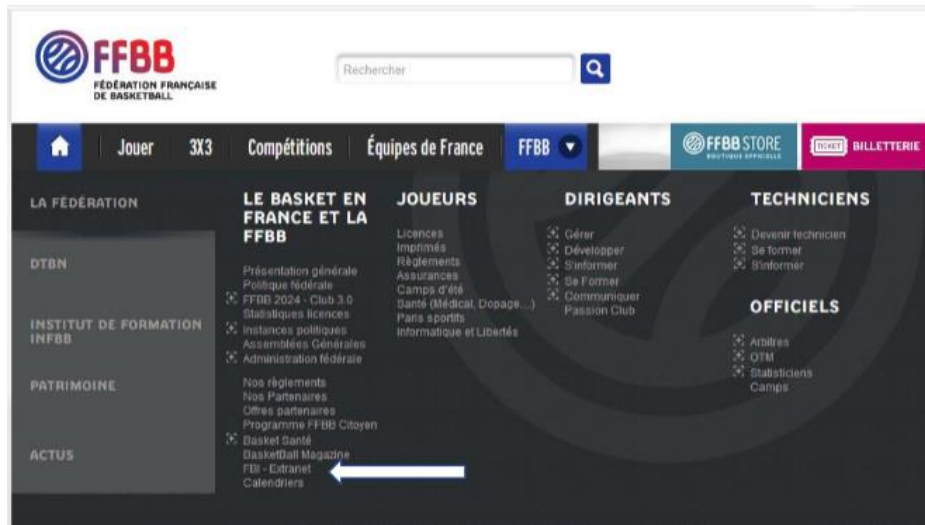 FFBB
FÉDÉRATION FRANÇAISE
DE BASKETBALL
Rechercher
Jouer
3X3
Compétitions
Équipes de France
FFBB
FFBB STORE
BOUTIQUE OFFICIELLE
TICKET
BILLETTERIE
LA FÉDÉRATION
DTBN
INSTITUT DE FORMATION
INFBB
PATRIMOINE
ACTUS
LE BASKET EN
FRANCE ET LA
FFBB
Présentation générale
Politique fédérale
FFBB 2024 - Club 3.0
Statistiques licences
Instances politiques
Assemblées Générales
Administration fédérale
Nos règlements
Nos Partenaires
Offres partenaires
Programme FFBB Citoyen
Basket Santé
BasketBall Magazine
FBI - Extranet
Calendriers
JOUEURS
Licences
Imprimés
Règlements
Assurances
Camps d'été
Santé (Médical, Dopage...)
Paris sportifs
Informatique et Libertés
DIRIGEANTS
Gérer
Développer
S'informer
Se Former
Communiquer
Passion Club
TECHNICIENS
Devenir technicien
Se former
S'informer
OFFICIELS
Arbitres
OTM
Statisticiens
Camps